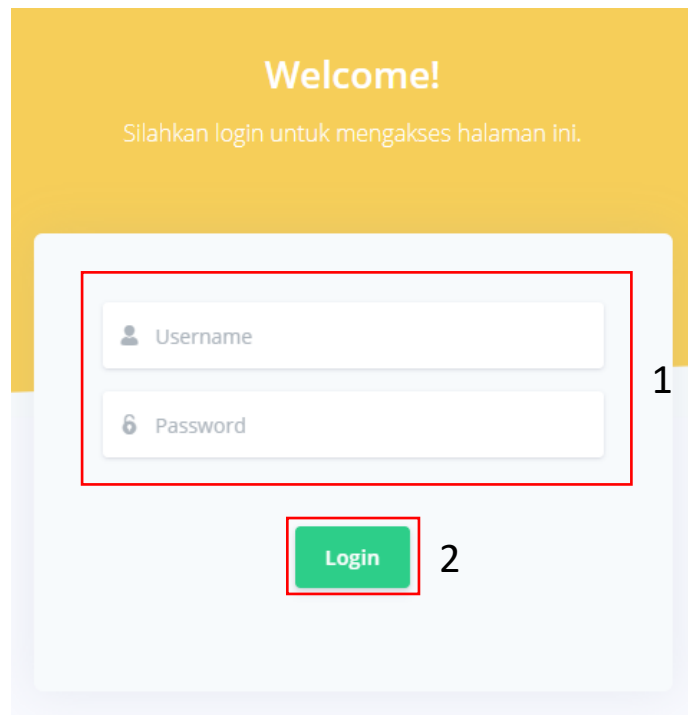 Welcome!
Silahkan login untuk mengakses halaman ini.
Username
1
Password
Login
2